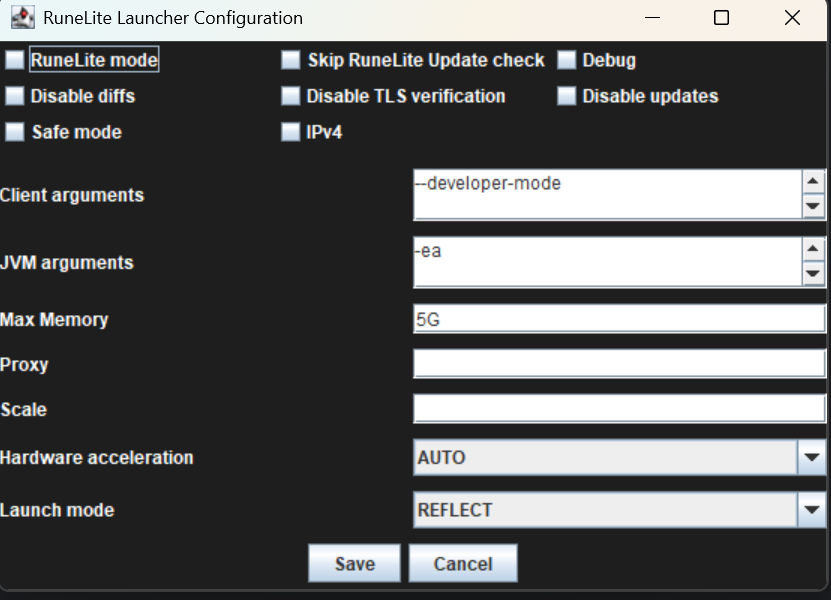 RuneLite Launcher Configuration
RuneLite mode Skip RuneLite Update check Debug
Disable diffs Disable TLS verification Disable updates
Safe mode IPv4
Client arguments --developer-mode
JVM arguments -ea
Max Memory 5G
Proxy
Scale
Hardware acceleration AUTO
Launch mode REFLECT
Save Cancel